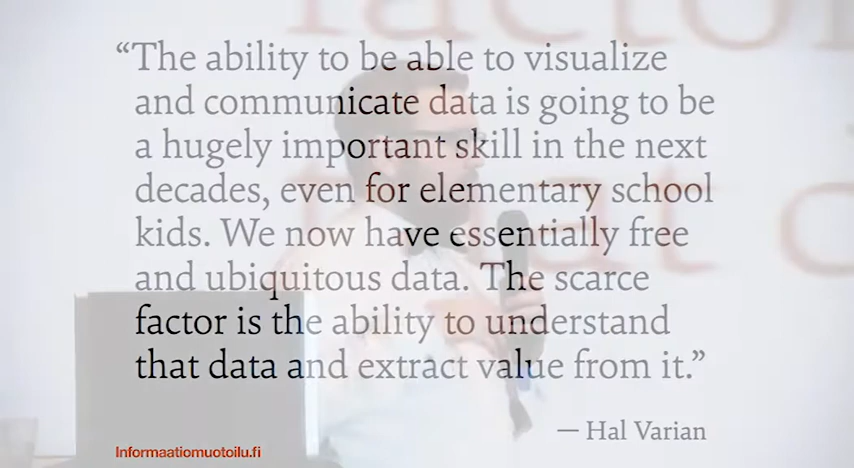 “The ability to be able to visualize
and communicate data is going to be
a hugely important skill in the next
decades, even for elementary school
kids. We now have essentially free
and ubiquitous data. The scarce
factor is the ability to understand
that data and extract value from it.”
— Hal Varian
Informaatiomuotoilu.fi